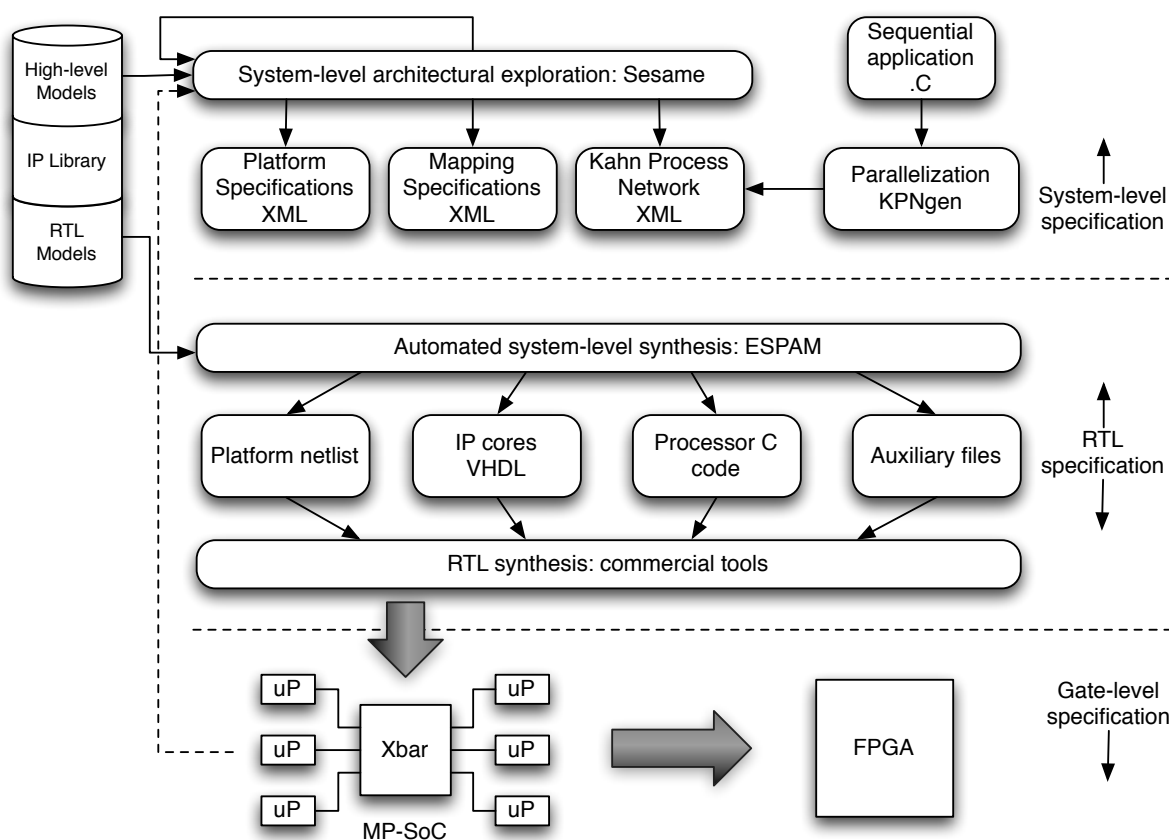 High-level
Models
IP Library
RTL
Models
System-level architectural exploration: Sesame
Sequential
application
.C
Platform
Specifications
XML
Mapping
Specifications
XML
Kahn Process
Network
XML
Parallelization
KPNgen
System-level
specification
Automated system-level synthesis: ESPAM
Platform netlist
IP cores
VHDL
Processor C
code
Auxiliary files
RTL
specification
RTL synthesis: commercial tools
uP
uP
uP
Xbar
uP
uP
uP
MP-SoC
FPGA
Gate-level
specification